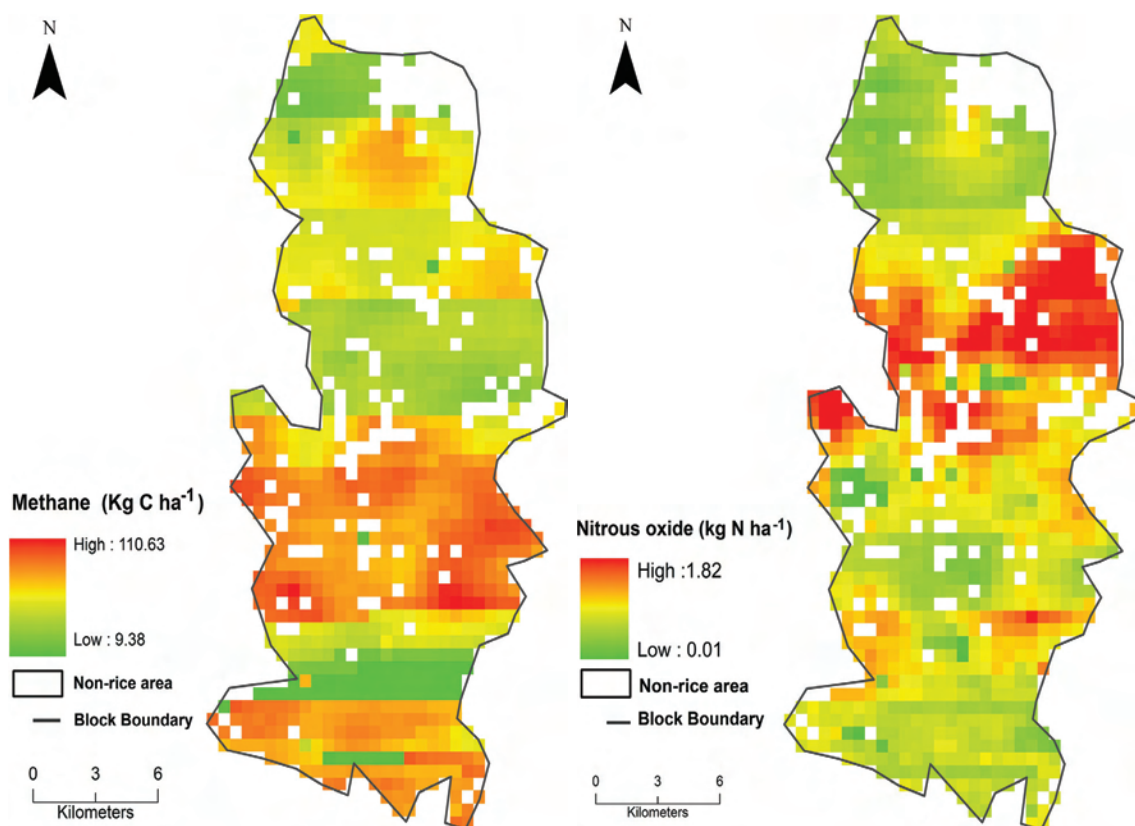 N
Methane (Kg C ha⁻¹)
High : 110.63
Low : 9.38
Non-rice area
Block Boundary
0 3 6
Kilometers
N
Nitrous oxide (kg N ha⁻¹)
High :1.82
Low : 0.01
Non-rice area
Block Boundary
0 3 6
Kilometers